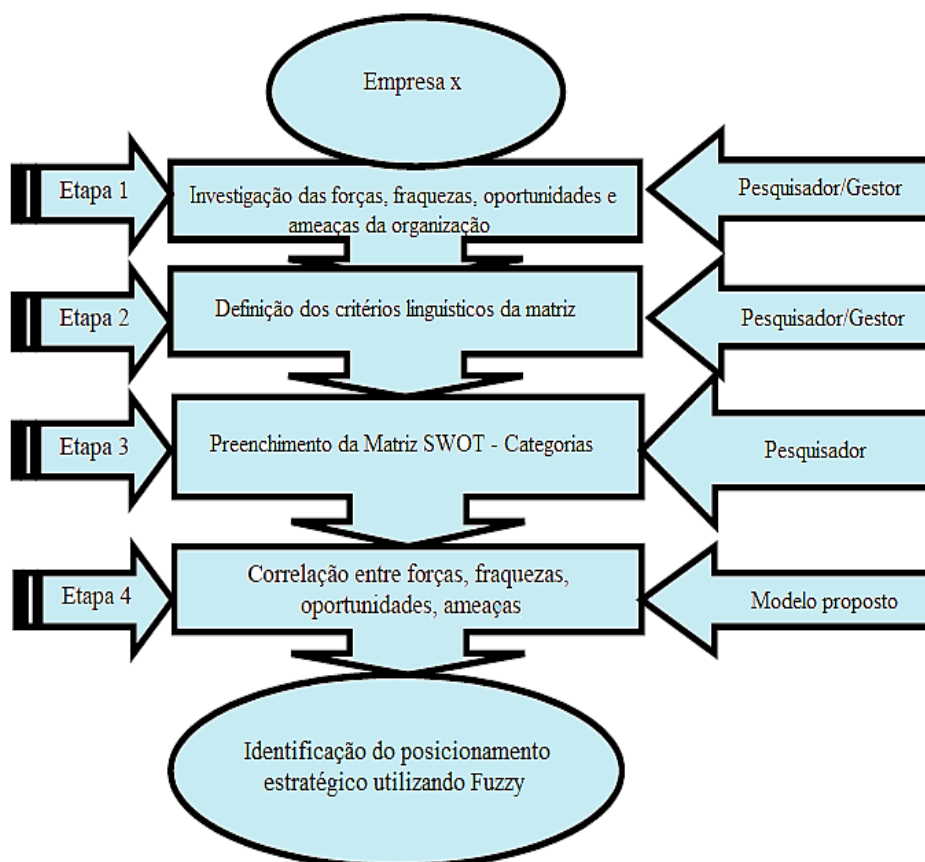 Empresa x
Etapa 1
Investigação das forças, fraquezas, oportunidades e
ameaças da organização
Pesquisador/Gestor
Etapa 2
Definição dos critérios linguísticos da matriz
Pesquisador/Gestor
Etapa 3
Preenchimento da Matriz SWOT - Categorias
Pesquisador
Etapa 4
Correlação entre forças, fraquezas,
oportunidades, ameaças
Modelo proposto
Identificação do posicionamento
estratégico utilizando Fuzzy